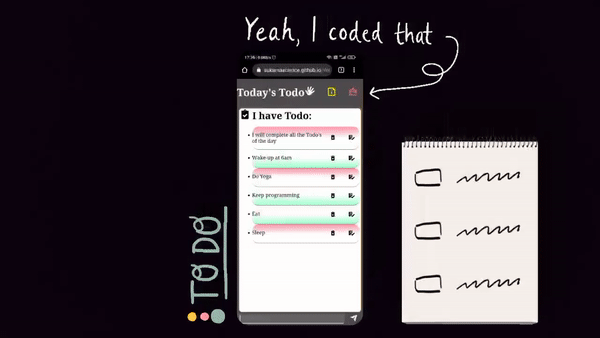 Yeah, I coded that
Today's Todo
I have Todo:
I will complete all the Todo's
of the day
Wake up at 6am
Do Yoga
Keep programming
Eat
Sleep
TO DO